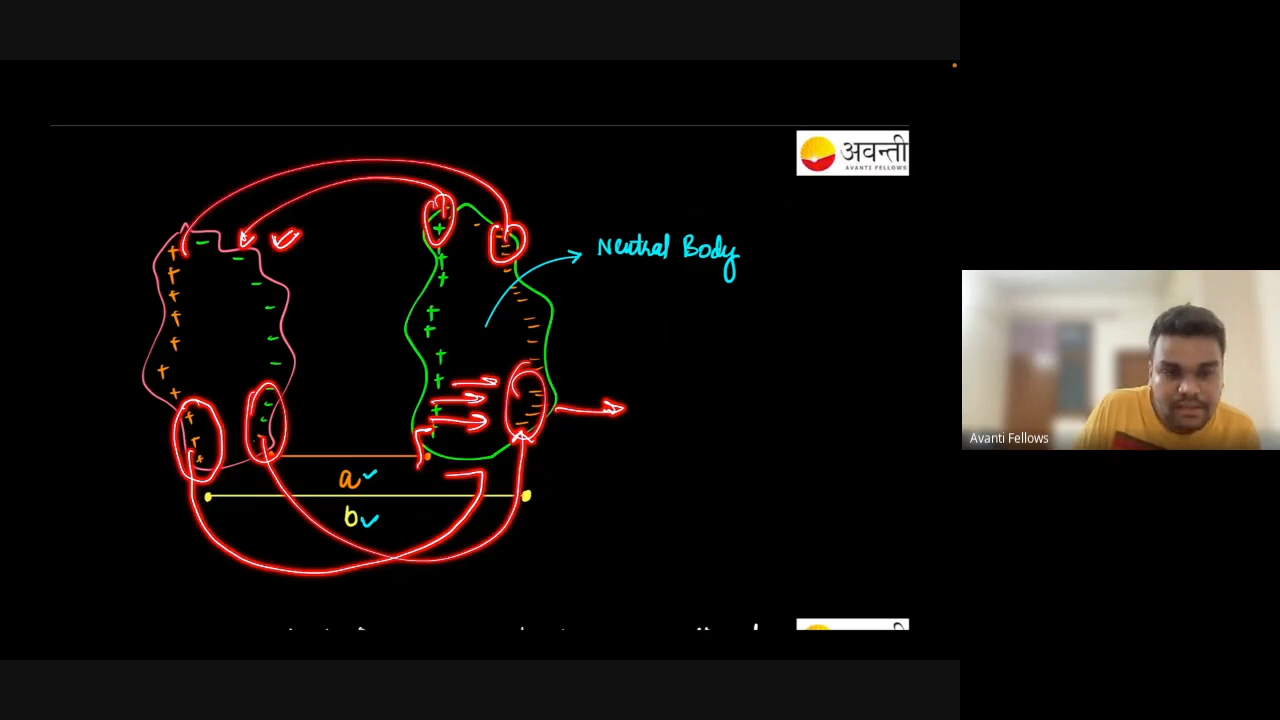 अवन्ती
AVANTI FELLOWS
Neutral Body
a
b
Avanti Fellows